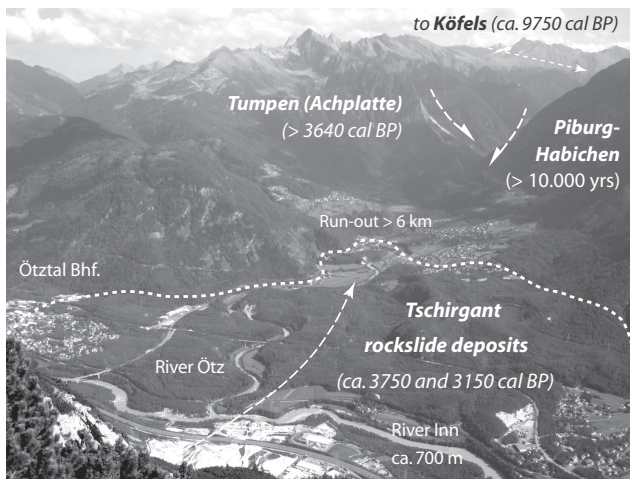 to Köfels (ca. 9750 cal BP)
Tumpen (Achplatte)
(> 3640 cal BP)
Piburg-
Habichen
(> 10.000 yrs)
Run-out > 6 km
Ötztal Bhf.
Tschirgant
rockslide deposits
(ca. 3750 and 3150 cal BP)
River Ötz
River Inn
ca. 700 m